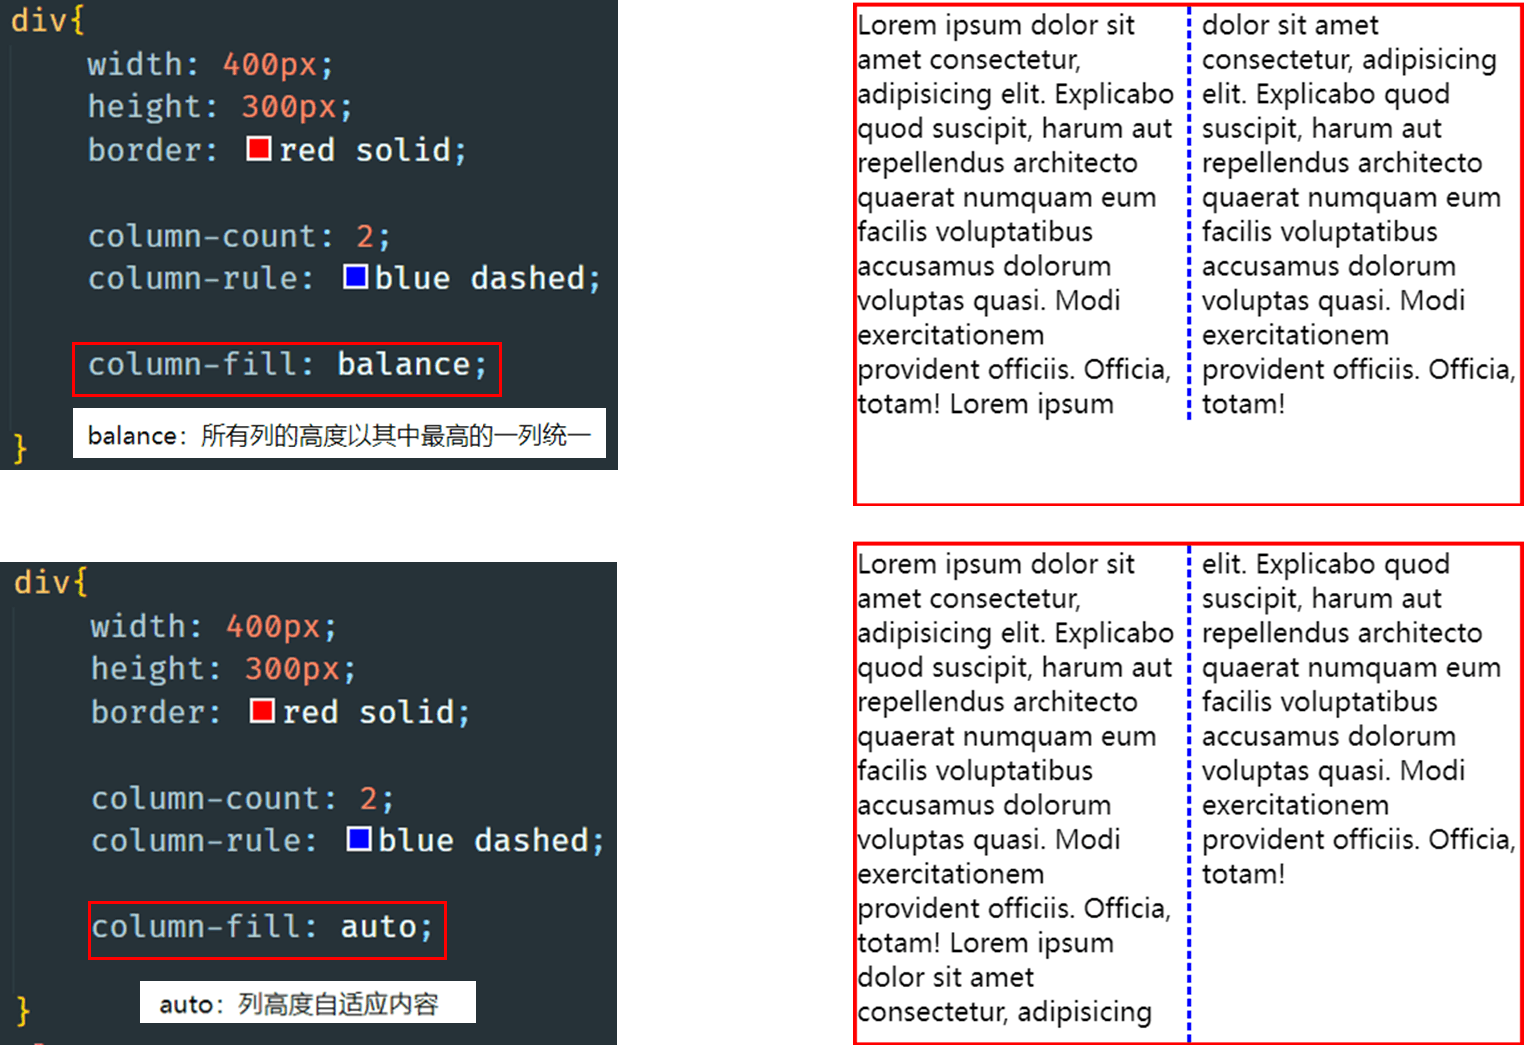 div{
width: 400px;
height: 300px;
border: red solid;
column-count: 2;
column-rule: blue dashed;
column-fill: balance;
balance：所有列的高度以其中最高的一列统一
}
Lorem ipsum dolor sit
amet consectetur,
adipisicing elit. Explicabo
quod suscipit, harum aut
repellendus architecto
quaerat numquam eum
facilis voluptatibus
accusamus dolorum
voluptas quasi. Modi
exercitationem
provident officiis. Officia,
totam! Lorem ipsum
dolor sit amet
consectetur, adipisicing
elit. Explicabo quod
suscipit, harum aut
repellendus architecto
quaerat numquam eum
facilis voluptatibus
accusamus dolorum
voluptas quasi. Modi
exercitationem
provident officiis. Officia,
totam!
div{
width: 400px;
height: 300px;
border: red solid;
column-count: 2;
column-rule: blue dashed;
column-fill: auto;
auto：列高度自适应内容
}
Lorem ipsum dolor sit
amet consectetur,
adipisicing elit. Explicabo
quod suscipit, harum aut
repellendus architecto
quaerat numquam eum
facilis voluptatibus
accusamus dolorum
voluptas quasi. Modi
exercitationem
provident officiis. Officia,
totam! Lorem ipsum
dolor sit amet
consectetur, adipisicing
elit. Explicabo quod
suscipit, harum aut
repellendus architecto
quaerat numquam eum
facilis voluptatibus
accusamus dolorum
voluptas quasi. Modi
exercitationem
provident officiis. Officia,
totam!